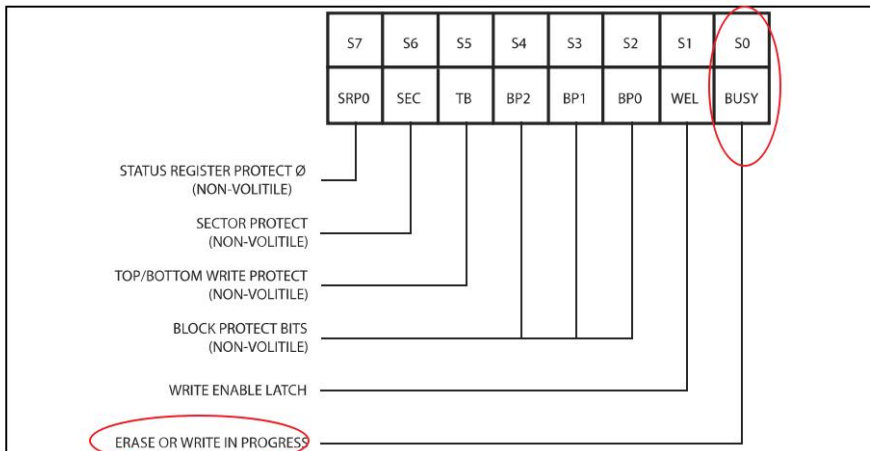 S7 S6 S5 S4 S3 S2 S1 S0
SRP0 SEC TB BP2 BP1 BP0 WEL BUSY
STATUS REGISTER PROTECT Ø
(NON-VOLITILE)
SECTOR PROTECT
(NON-VOLITILE)
TOP/BOTTOM WRITE PROTECT
(NON-VOLITILE)
BLOCK PROTECT BITS
(NON-VOLITILE)
WRITE ENABLE LATCH
ERASE OR WRITE IN PROGRESS